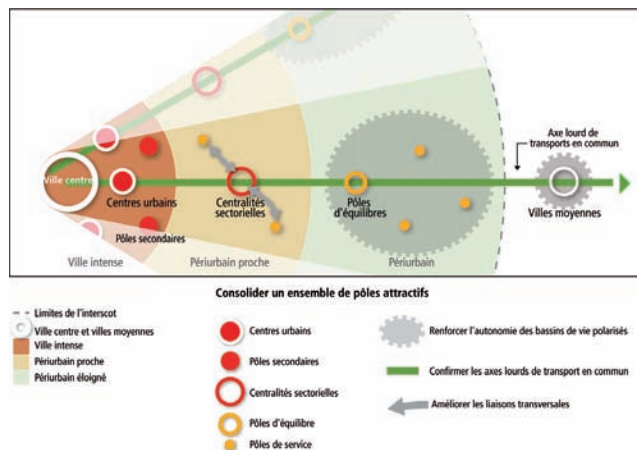 Ville centre
Centres urbains
Pôles secondaires
Centralités
sectorielles
Pôles
d'équilibres
Axe lourd de
transports en commun
Villes moyennes
Ville intense
Périurbain proche
Périurbain
Consolider un ensemble de pôles attractifs
Limites de l'interscot
Ville centre et villes moyennes
Ville intense
Périurbain proche
Périurbain éloigné
Centres urbains
Pôles secondaires
Centralités sectorielles
Pôles d'équilibre
Pôles de service
Renforcer l'autonomie des bassins de vie polarisés
Confirmer les axes lourds de transport en commun
Améliorer les liaisons transversales